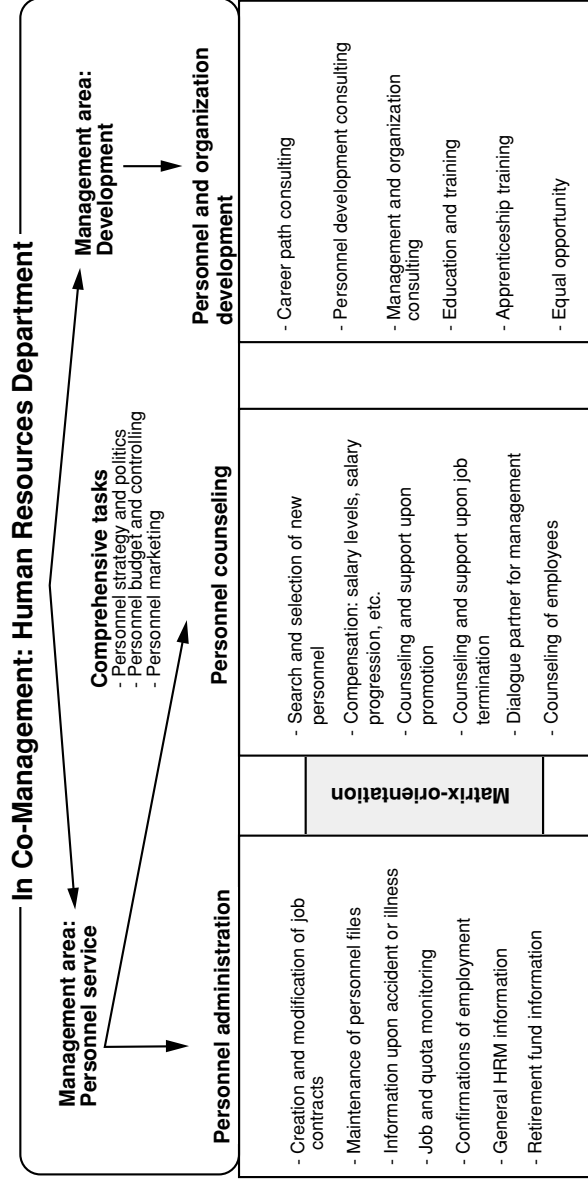 In Co-Management: Human Resources Department
Management area:
Personnel service
Comprehensive tasks
- Personnel strategy and politics
- Personnel budget and controlling
- Personnel marketing
Management area:
Development
Personnel administration
Personnel counseling
Personnel and organization
development
- Creation and modification of job
contracts
- Maintenance of personnel files
- Information upon accident or illness
- Job and quota monitoring
- Confirmations of employment
- General HRM information
- Retirement fund information
Matrix-orientation
- Search and selection of new
personnel
- Compensation: salary levels, salary
progression, etc.
- Counseling and support upon
promotion
- Counseling and support upon job
termination
- Dialogue partner for management
- Counseling of employees
- Career path consulting
- Personnel development consulting
- Management and organization
consulting
- Education and training
- Apprenticeship training
- Equal opportunity